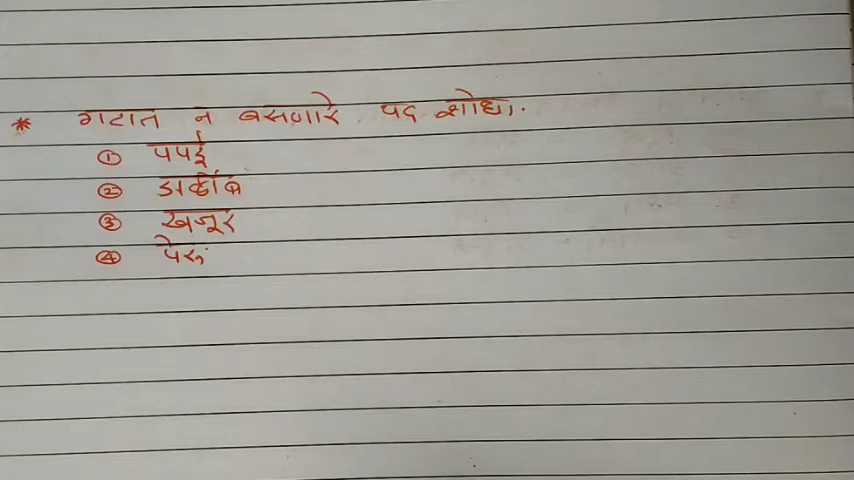 * गटात न बसणारे पद शोधा.
① पपई
② डाळींब
③ खजूर
④ पेरू